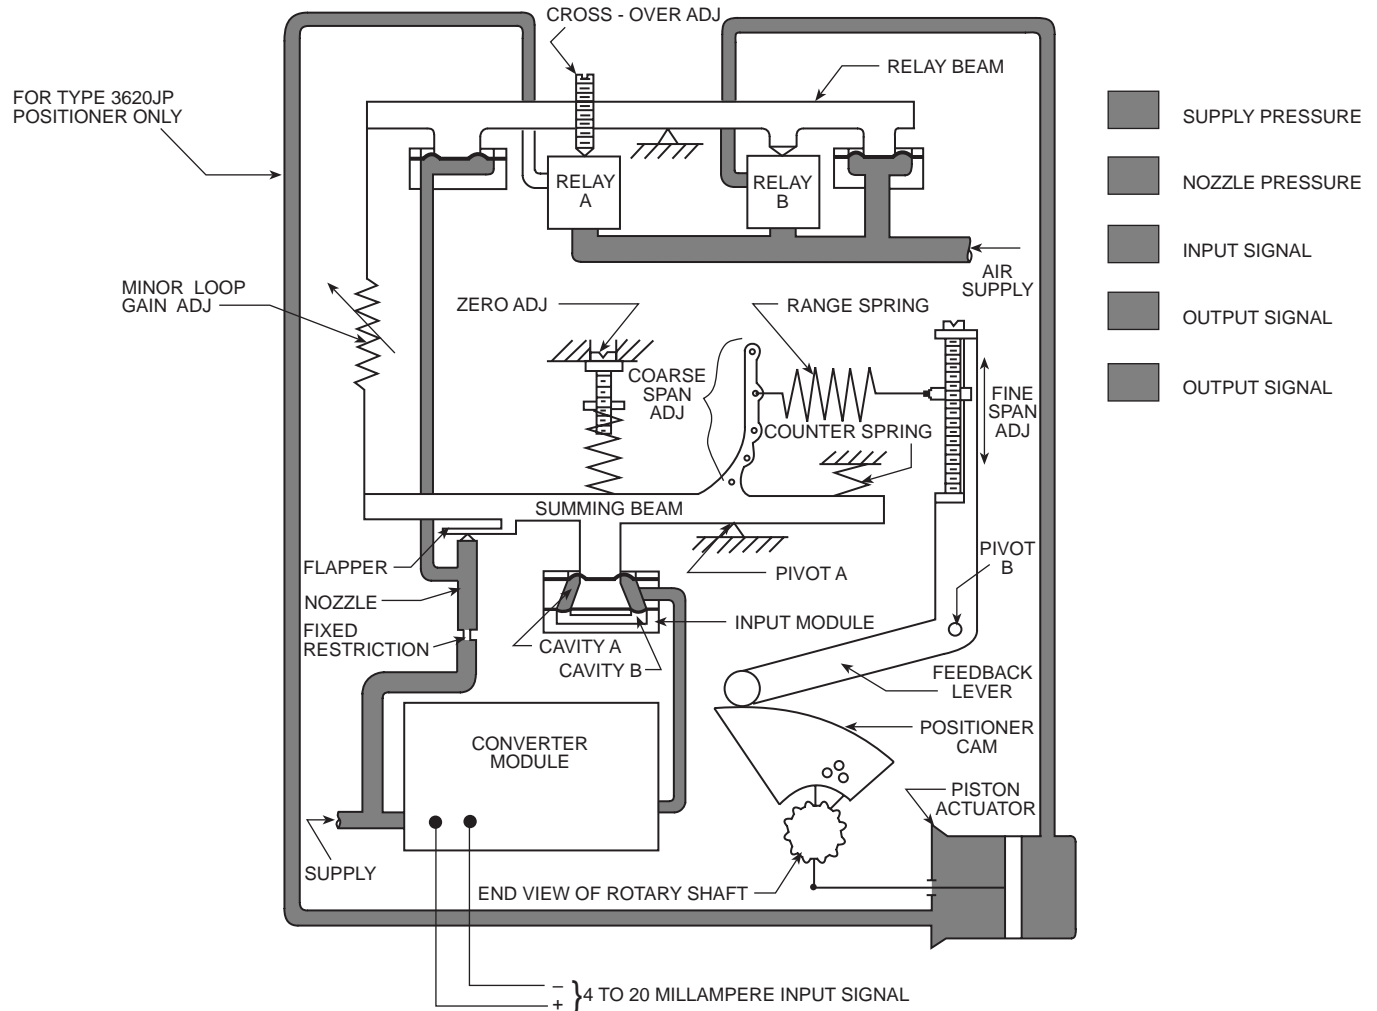 CROSS - OVER ADJ
RELAY BEAM
FOR TYPE 3620JP
POSITIONER ONLY
SUPPLY PRESSURE
NOZZLE PRESSURE
INPUT SIGNAL
OUTPUT SIGNAL
OUTPUT SIGNAL
RELAY
A
RELAY
B
AIR
SUPPLY
MINOR LOOP
GAIN ADJ
ZERO ADJ
RANGE SPRING
COARSE
SPAN
ADJ
FINE
SPAN
ADJ
COUNTER SPRING
SUMMING BEAM
FLAPPER
PIVOT A
PIVOT
B
NOZZLE
FIXED
RESTRICTION
INPUT MODULE
CAVITY A
CAVITY B
FEEDBACK
LEVER
CONVERTER
MODULE
POSITIONER
CAM
PISTON
ACTUATOR
SUPPLY
END VIEW OF ROTARY SHAFT
–
+
}4 TO 20 MILLAMPERE INPUT SIGNAL